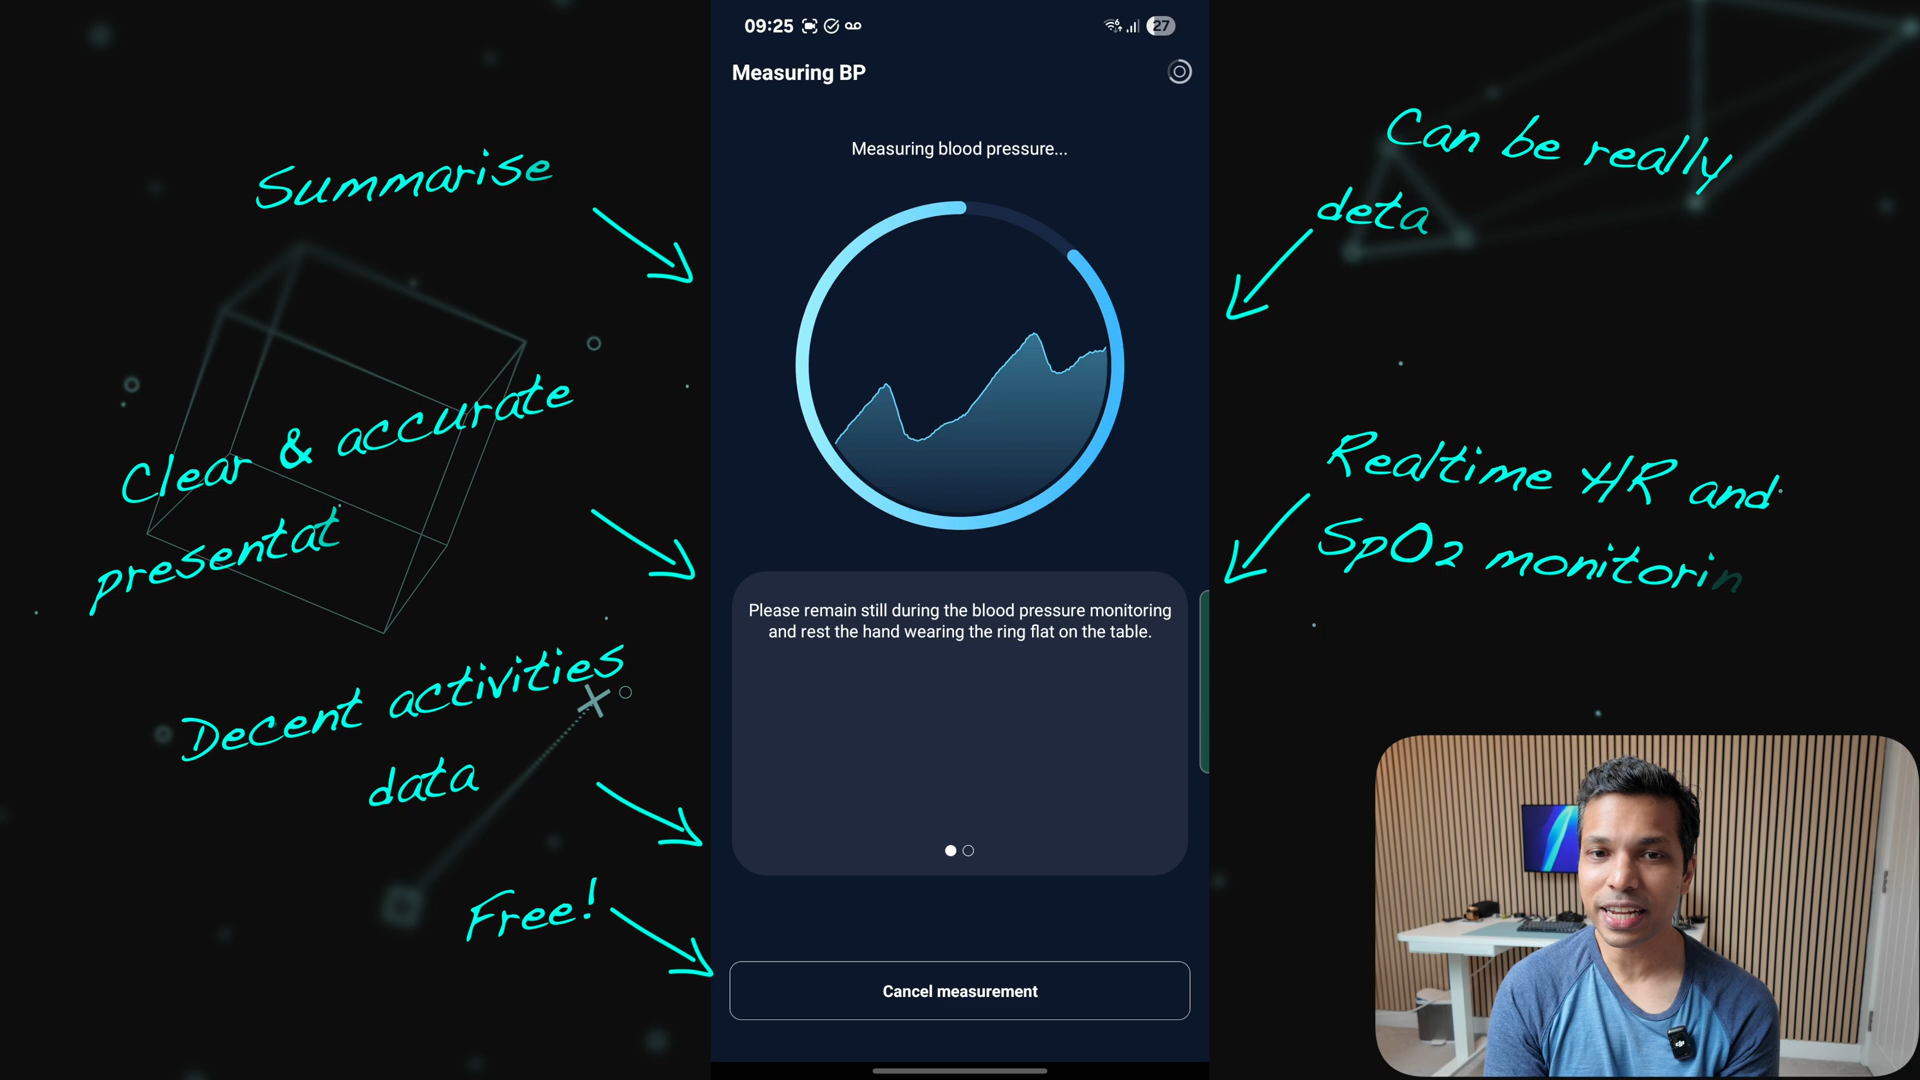 09:25
27
Measuring BP
Measuring blood pressure...
Please remain still during the blood pressure monitoring
and rest the hand wearing the ring flat on the table.
Cancel measurement
Summarise
Clear & accurate
presentat
Decent activities
data
Free!
Can be really
deta
Realtime HR and
SpO2 monitorin